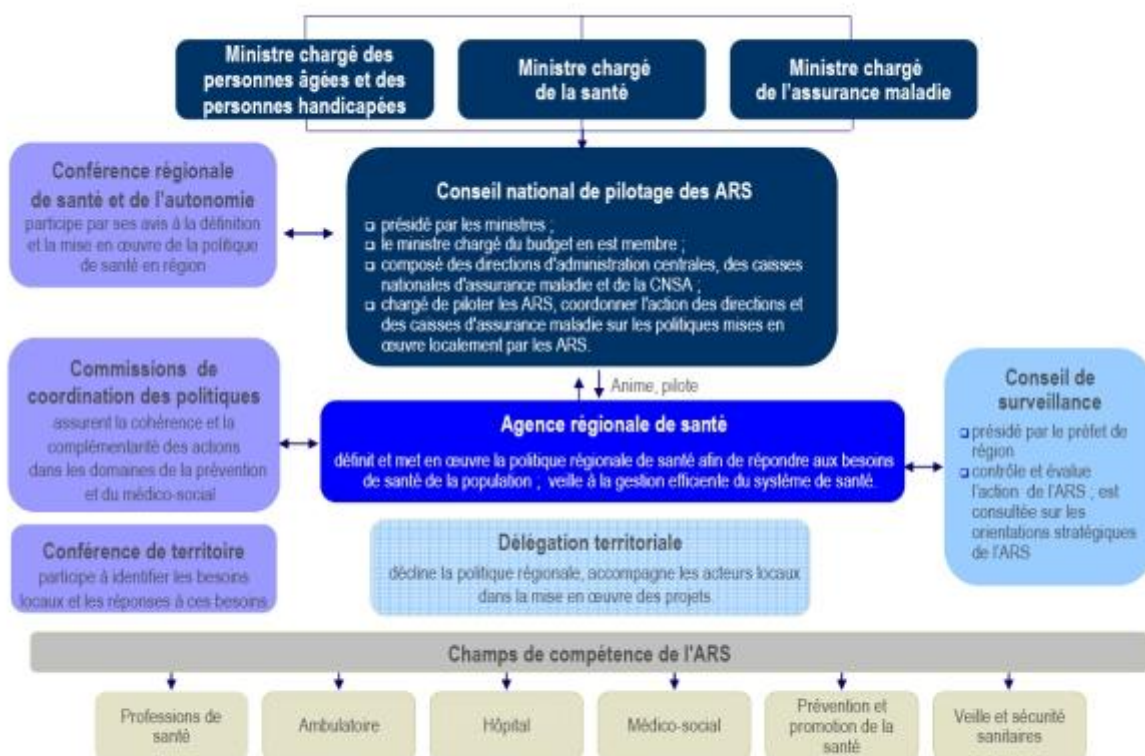 Ministre chargé des
personnes âgées et des
personnes handicapées
Ministre chargé
de la santé
Ministre chargé
de l'assurance maladie
Conférence régionale
de santé et de l'autonomie
participe par ses avis à la définition
et la mise en œuvre de la politique
de santé en région
Conseil national de pilotage des ARS
❑ présidé par les ministres ;
❑ le ministre chargé du budget en est membre ;
❑ composé des directions d'administration centrales, des caisses
nationales d'assurance maladie et de la CNSA ;
❑ chargé de piloter les ARS, coordonner l'action des directions et
des caisses d'assurance maladie sur les politiques mises en
œuvre localement par les ARS.
Anime, pilote
Commissions de
coordination des politiques
assurent la cohérence et la
complémentarité des actions
dans les domaines de la prévention
et du médico-social
Agence régionale de santé
définit et met en œuvre la politique régionale de santé afin de répondre aux besoins
de santé de la population ; veille à la gestion efficiente du système de santé.
Conseil de
surveillance
❑ présidé par le préfet de
région
❑ contrôle et évalue
l'action de l'ARS ; est
consultée sur les
orientations stratégiques
de l'ARS
Conférence de territoire
participe à identifier les besoins
locaux et les réponses à ces besoins
Délégation territoriale
décline la politique régionale, accompagne les acteurs locaux
dans la mise en œuvre des projets
Champs de compétence de l'ARS
Professions de
santé
Ambulatoire
Hôpital
Médico-social
Prévention et
promotion de la
santé
Veille et sécurité
sanitaires